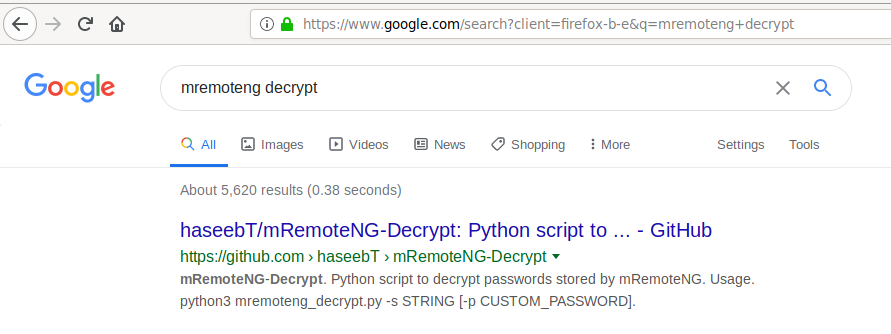 https://www.google.com/search?client=firefox-b-e&q=mremoteng+decrypt
Google
mremoteng decrypt
All Images Videos News Shopping More Settings Tools
About 5,620 results (0.38 seconds)
haseebT/mRemoteNG-Decrypt: Python script to ... - GitHub
https://github.com › haseebT › mRemoteNG-Decrypt
mRemoteNG-Decrypt. Python script to decrypt passwords stored by mRemoteNG. Usage.
python3 mremoteng_decrypt.py -s STRING [-p CUSTOM_PASSWORD].